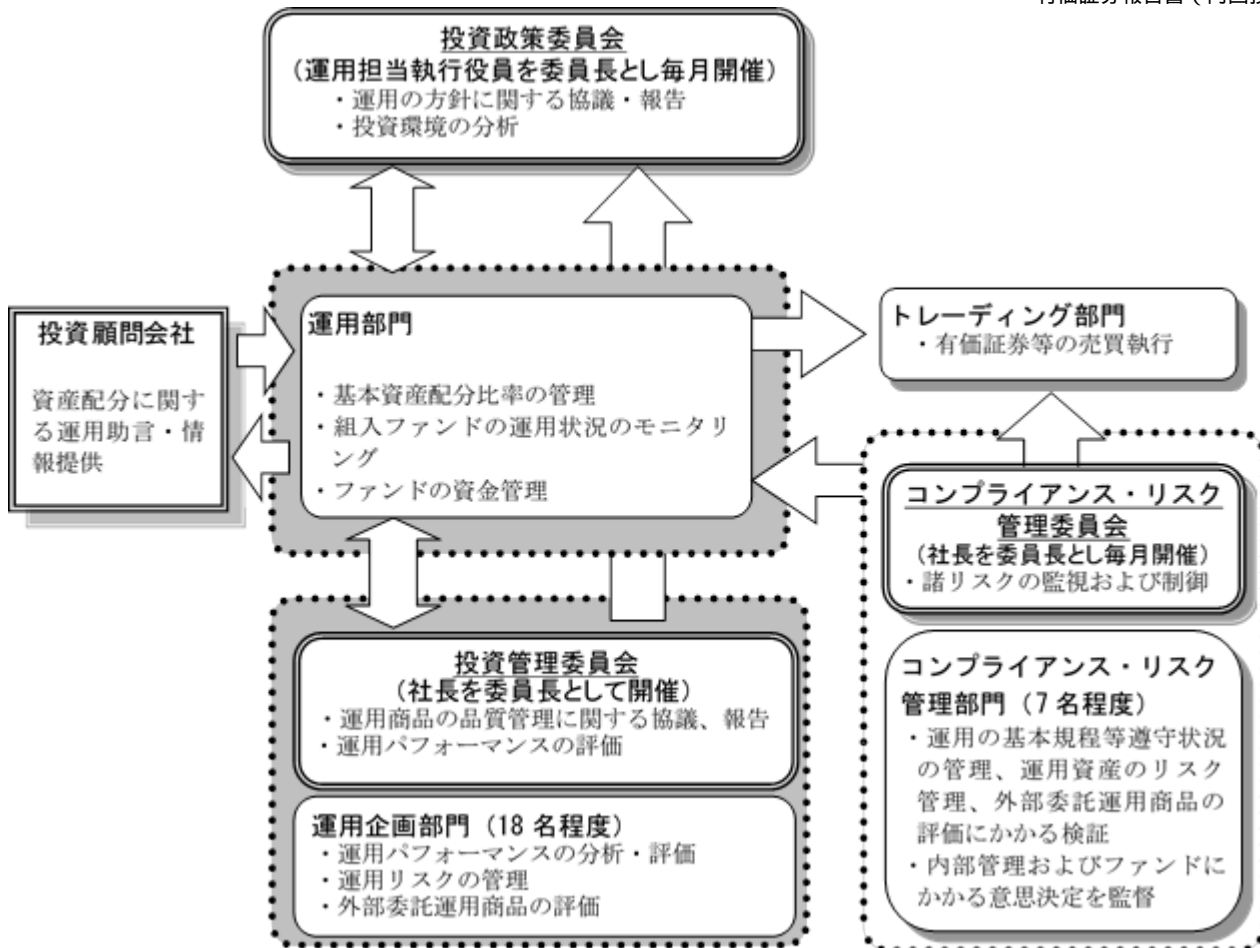 投資政策委員会
(運用担当執行役員を委員長とし毎月開催)
・運用の方針に関する協議・報告
・投資環境の分析
投資顧問会社
資産配分に関す
る運用助言・情
報提供
運用部門
・基本資産配分比率の管理
・組入ファンドの運用状況のモニタリ
ング
・ファンドの資金管理
トレーディング部門
・有価証券等の売買執行
コンプライアンス・リスク
管理委員会
(社長を委員長とし毎月開催)
・諸リスクの監視および制御
コンプライアンス・リスク
管理部門(7名程度)
・運用の基本規程等遵守状況
の管理、運用資産のリスク
管理、外部委託運用商品の
評価にかかる検証
・内部管理およびファンドに
かかる意思決定を監督
投資管理委員会
(社長を委員長として開催)
・運用商品の品質管理に関する協議、報告
・運用パフォーマンスの評価
運用企画部門(18名程度)
・運用パフォーマンスの分析・評価
・運用リスクの管理
・外部委託運用商品の評価